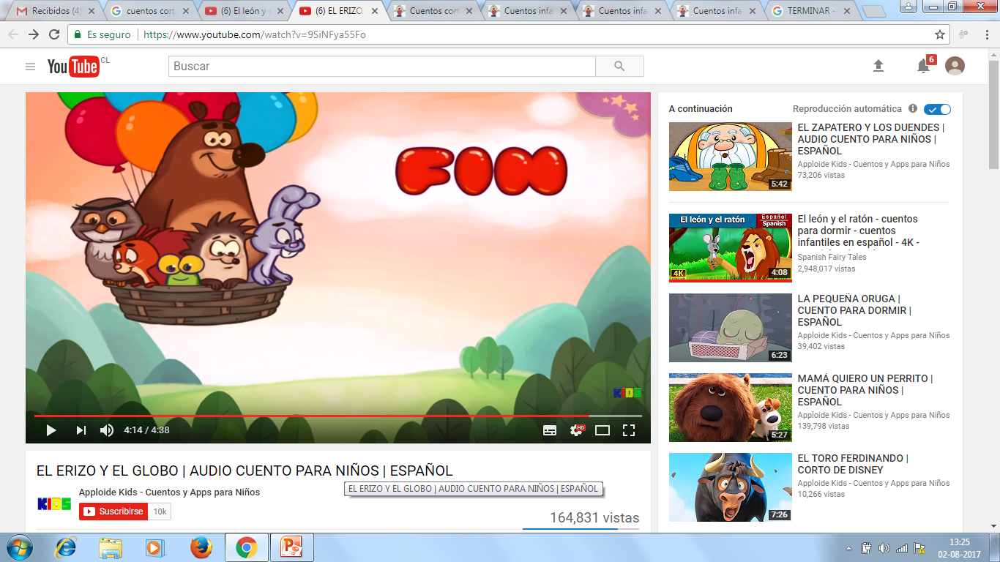 Recibidos (4)
cuentos cort
(6) El león y e
(6) EL ERIZO
Cuentos cort
Cuentos infa
Cuentos infa
Cuentos infa
TERMINAR -
Es seguro
https://www.youtube.com/watch?v=9SiNFya55Fo
YouTube CL
Buscar
6
FIN
KIDS
4:14 / 4:38
HD
EL ERIZO Y EL GLOBO | AUDIO CUENTO PARA NIÑOS | ESPAÑOL
EL ERIZO Y EL GLOBO | AUDIO CUENTO PARA NIÑOS | ESPAÑOL
KIDS
Apploide Kids - Cuentos y Apps para Niños
Suscribirse
10k
164,831 vistas
A continuación
Reproducción automática
EL ZAPATERO Y LOS DUENDES |
AUDIO CUENTO PARA NIÑOS |
ESPAÑOL
Apploide Kids - Cuentos y Apps para Niños
73,206 vistas
5:42
El león y el ratón
Español
Spanish
4K
4:08
El león y el ratón - cuentos
para dormir - cuentos
infantiles en español - 4K -
Spanish Fairy Tales
2,948,017 vistas
LA PEQUEÑA ORUGA |
CUENTO PARA DORMIR |
ESPAÑOL
Apploide Kids - Cuentos y Apps para Niños
39,402 vistas
6:23
MAMÁ QUIERO UN PERRITO |
CUENTO PARA NIÑOS |
ESPAÑOL
Apploide Kids - Cuentos y Apps para Niños
139,798 vistas
5:27
EL TORO FERDINANDO |
CORTO DE DISNEY
Apploide Kids - Cuentos y Apps para Niños
10,266 vistas
7:26
13:25
02-08-2017